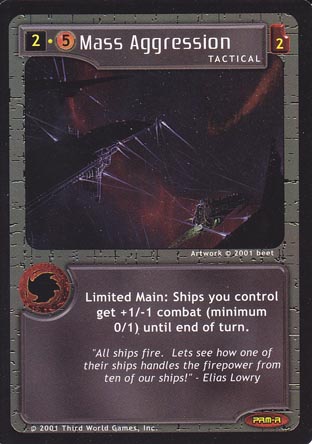 2 • 5 Mass Aggression 2
TACTICAL
Artwork © 2001 beet
Limited Main: Ships you control
get +1/-1 combat (minimum
0/1) until end of turn.
"All ships fire. Lets see how one of
their ships handles the firepower from
ten of our ships!" - Elias Lowry
PRM-R
© 2001 Third World Games, Inc.